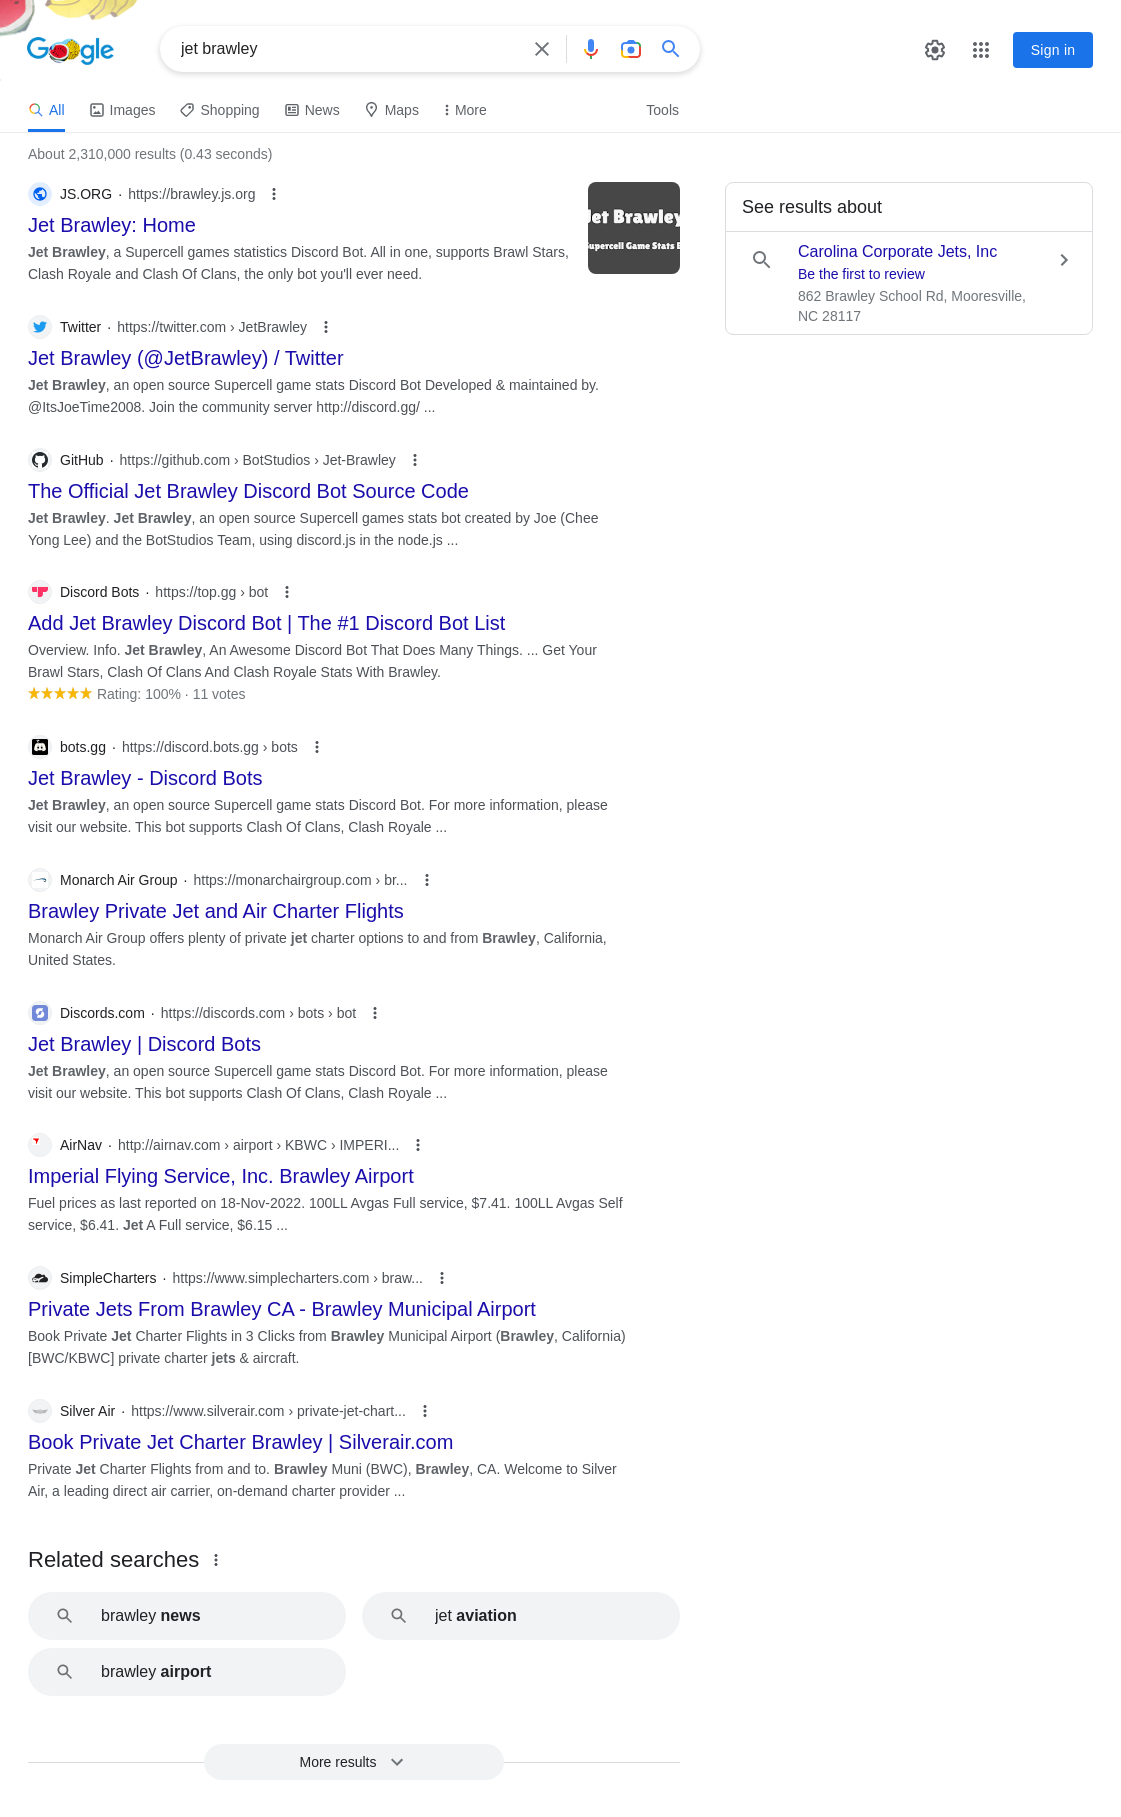 Google
jet brawley
Sign in
All
Images
Shopping
News
Maps
More
Tools
About 2,310,000 results (0.43 seconds)
JS.ORG · https://brawley.js.org
Jet Brawley: Home
Jet Brawley, a Supercell games statistics Discord Bot. All in one, supports Brawl Stars,
Clash Royale and Clash Of Clans, the only bot you'll ever need.
Jet Brawley
Supercell Game Stats B
See results about
Carolina Corporate Jets, Inc
Be the first to review
862 Brawley School Rd, Mooresville,
NC 28117
Twitter · https://twitter.com › JetBrawley
Jet Brawley (@JetBrawley) / Twitter
Jet Brawley, an open source Supercell game stats Discord Bot Developed & maintained by.
@ItsJoeTime2008. Join the community server http://discord.gg/ ...
GitHub · https://github.com › BotStudios › Jet-Brawley
The Official Jet Brawley Discord Bot Source Code
Jet Brawley. Jet Brawley, an open source Supercell games stats bot created by Joe (Chee
Yong Lee) and the BotStudios Team, using discord.js in the node.js ...
Discord Bots · https://top.gg › bot
Add Jet Brawley Discord Bot | The #1 Discord Bot List
Overview. Info. Jet Brawley, An Awesome Discord Bot That Does Many Things. ... Get Your
Brawl Stars, Clash Of Clans And Clash Royale Stats With Brawley.
Rating: 100% · 11 votes
bots.gg · https://discord.bots.gg › bots
Jet Brawley - Discord Bots
Jet Brawley, an open source Supercell game stats Discord Bot. For more information, please
visit our website. This bot supports Clash Of Clans, Clash Royale ...
Monarch Air Group · https://monarchairgroup.com › br...
Brawley Private Jet and Air Charter Flights
Monarch Air Group offers plenty of private jet charter options to and from Brawley, California,
United States.
Discords.com · https://discords.com › bots › bot
Jet Brawley | Discord Bots
Jet Brawley, an open source Supercell game stats Discord Bot. For more information, please
visit our website. This bot supports Clash Of Clans, Clash Royale ...
AirNav · http://airnav.com › airport › KBWC › IMPERI...
Imperial Flying Service, Inc. Brawley Airport
Fuel prices as last reported on 18-Nov-2022. 100LL Avgas Full service, $7.41. 100LL Avgas Self
service, $6.41. Jet A Full service, $6.15 ...
SimpleCharters · https://www.simplecharters.com › braw...
Private Jets From Brawley CA - Brawley Municipal Airport
Book Private Jet Charter Flights in 3 Clicks from Brawley Municipal Airport (Brawley, California)
[BWC/KBWC] private charter jets & aircraft.
Silver Air · https://www.silverair.com › private-jet-chart...
Book Private Jet Charter Brawley | Silverair.com
Private Jet Charter Flights from and to. Brawley Muni (BWC), Brawley, CA. Welcome to Silver
Air, a leading direct air carrier, on-demand charter provider ...
Related searches
brawley news
jet aviation
brawley airport
More results